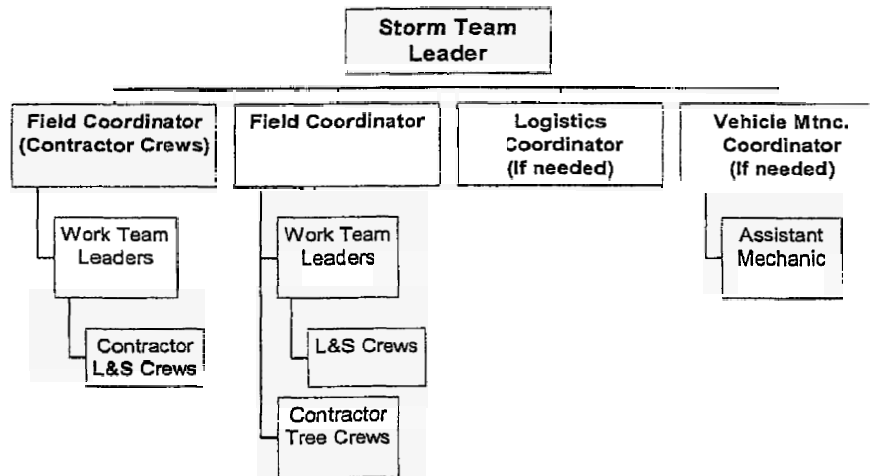 Storm Team
Leader
Field Coordinator
(Contractor Crews)
Field Coordinator
Logistics
Coordinator
(If needed)
Vehicle Mtnc.
Coordinator
(If needed)
Work Team
Leaders
Contractor
L&S Crews
Work Team
Leaders
L&S Crews
Contractor
Tree Crews
Assistant
Mechanic